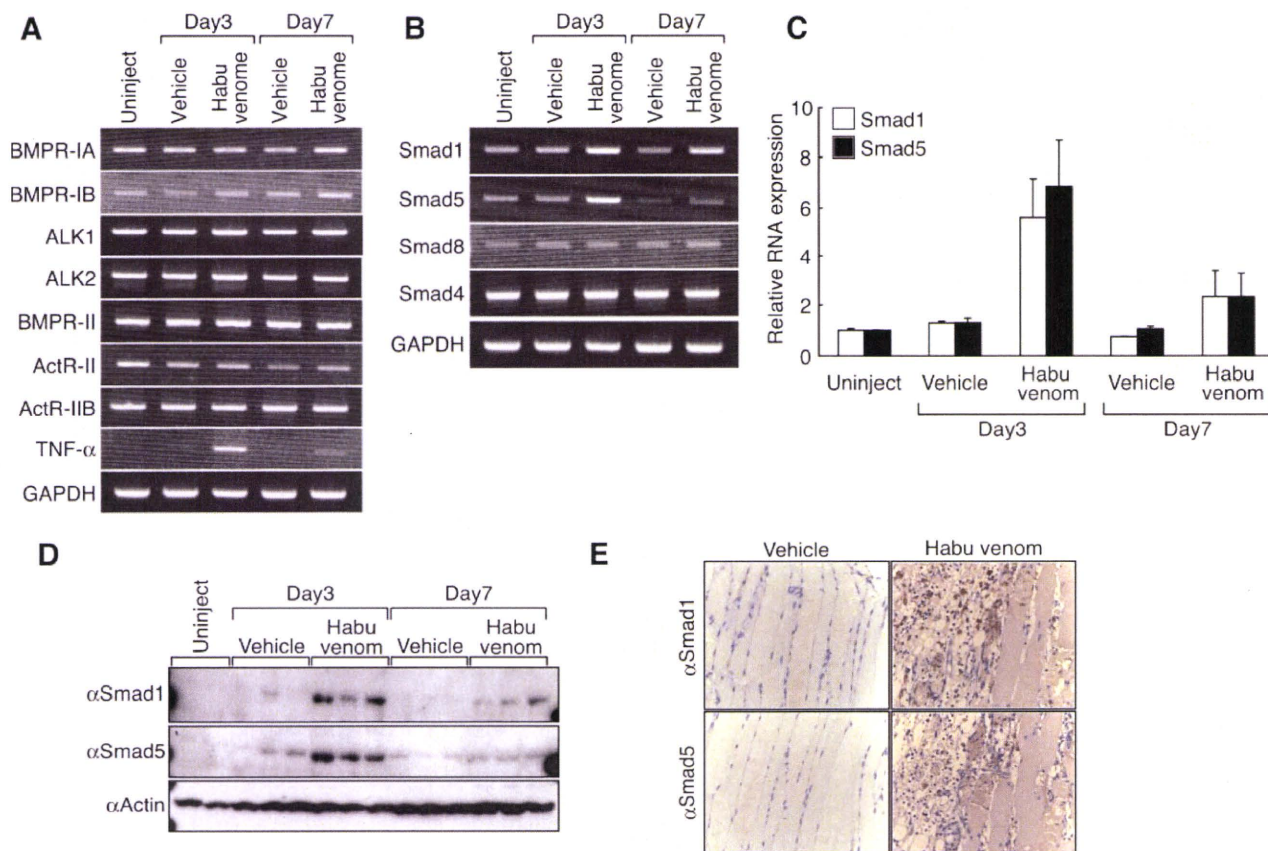 A
Day3
Day7
Uninject
Vehicle
Habu
venome
Vehicle
Habu
venome
BMPR-IA
BMPR-IB
ALK1
ALK2
BMPR-II
ActR-II
ActR-IIB
TNF-α
GAPDH
B
Day3
Day7
Uninject
Vehicle
Habu
venome
Vehicle
Habu
venome
Smad1
Smad5
Smad8
Smad4
GAPDH
C
Relative RNA expression
10
8
6
4
2
0
Smad1
Smad5
Uninject
Vehicle
Habu
venom
Vehicle
Habu
venom
Day3
Day7
D
Uninject
Day3
Day7
Vehicle
Habu
venom
Vehicle
Habu
venom
αSmad1
αSmad5
αActin
E
Vehicle
Habu venom
αSmad1
αSmad5